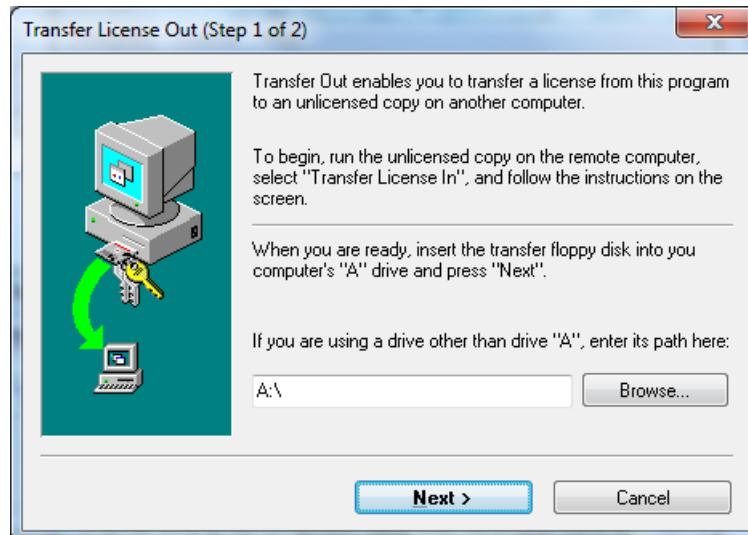 Transfer License Out (Step 1 of 2)
Transfer Out enables you to transfer a license from this program
to an unlicensed copy on another computer.
To begin, run the unlicensed copy on the remote computer,
select "Transfer License In", and follow the instructions on the
screen.
When you are ready, insert the transfer floppy disk into you
computer's "A" drive and press "Next".
If you are using a drive other than drive "A", enter its path here:
A:\
Browse...
Next >
Cancel